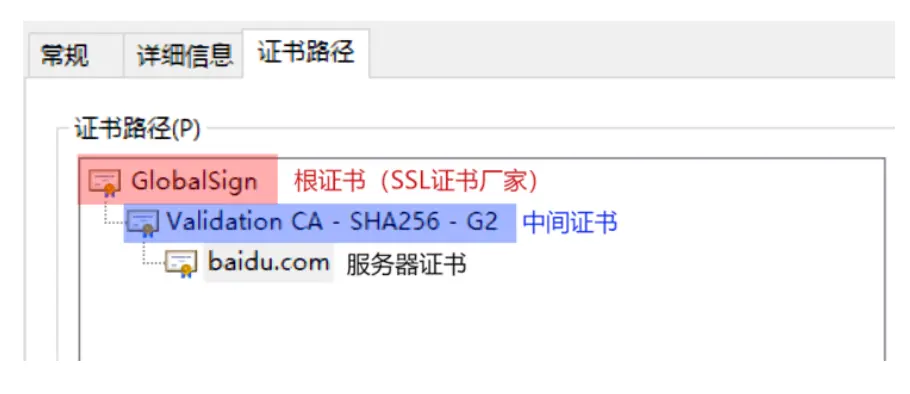 常规 详细信息 证书路径
证书路径(P)
GlobalSign 根证书（SSL证书厂家）
Validation CA - SHA256 - G2 中间证书
baidu.com 服务器证书